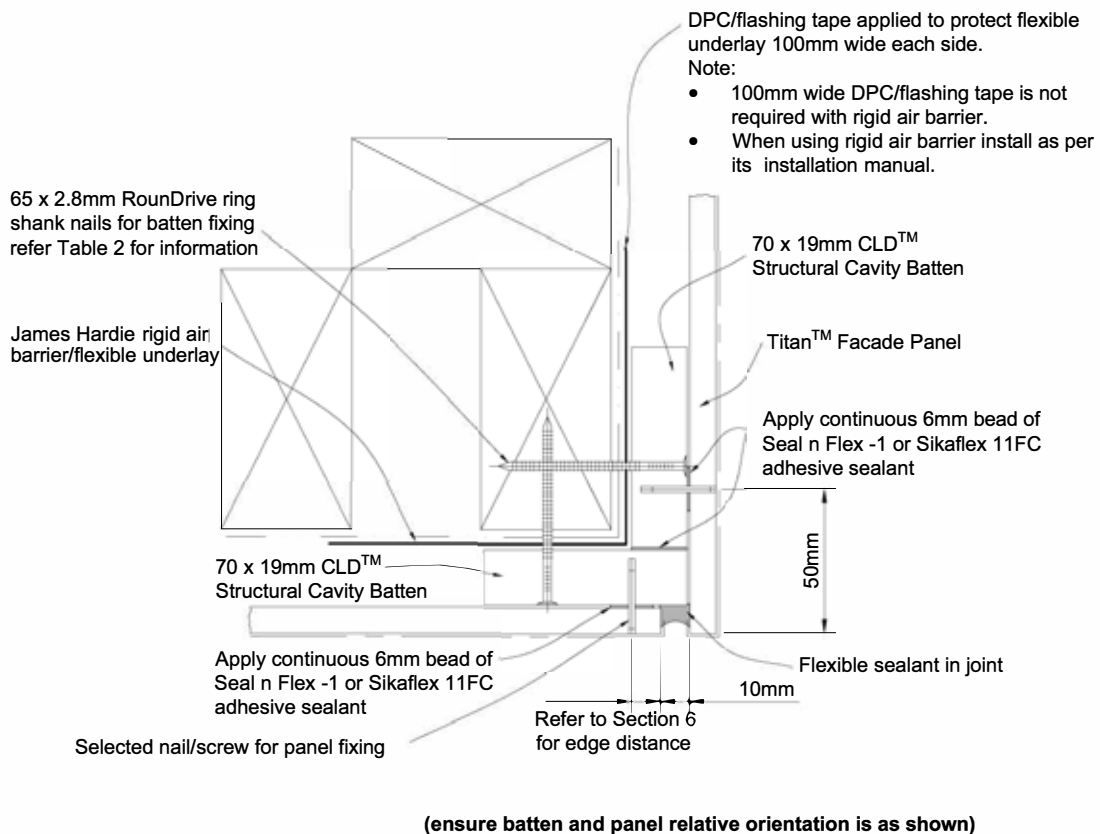 DPC/flashing tape applied to protect flexible
underlay 100mm wide each side.
Note:
• 100mm wide DPC/flashing tape is not
required with rigid air barrier.
• When using rigid air barrier install as per
its installation manual.
65 x 2.8mm RounDrive ring
shank nails for batten fixing
refer Table 2 for information
70 x 19mm CLD™
Structural Cavity Batten
James Hardie rigid air
barrier/flexible underlay
Titan™ Facade Panel
Apply continuous 6mm bead of
Seal n Flex -1 or Sikaflex 11FC
adhesive sealant
50mm
70 x 19mm CLD™
Structural Cavity Batten
Apply continuous 6mm bead of
Seal n Flex -1 or Sikaflex 11FC
adhesive sealant
Flexible sealant in joint
10mm
Refer to Section 6
for edge distance
Selected nail/screw for panel fixing
(ensure batten and panel relative orientation is as shown)